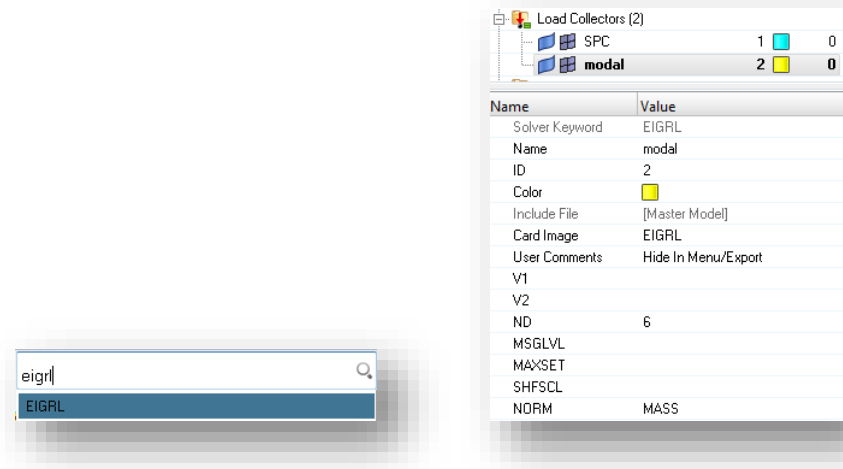 Load Collectors (2)
SPC 1 0
modal 2 0
Name Value
Solver Keyword EIGRL
Name modal
ID 2
Color
Include File [Master Model]
Card Image EIGRL
User Comments Hide In Menu/Export
V1
V2
ND 6
MSGLVL
MAXSET
SHFSCL
NORM MASS
eigrl
EIGRL